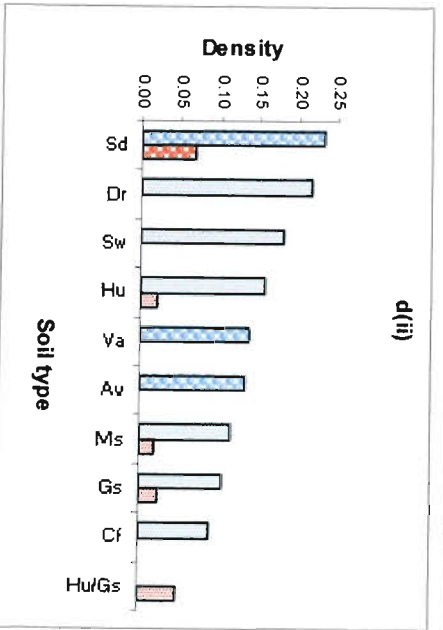 d(ii)
Density
0.00
0.05
0.10
0.15
0.20
0.25
Sd
Dr
Sw
Hu
Va
Av
Ms
Gs
Cf
Hu/Gs
Soil type